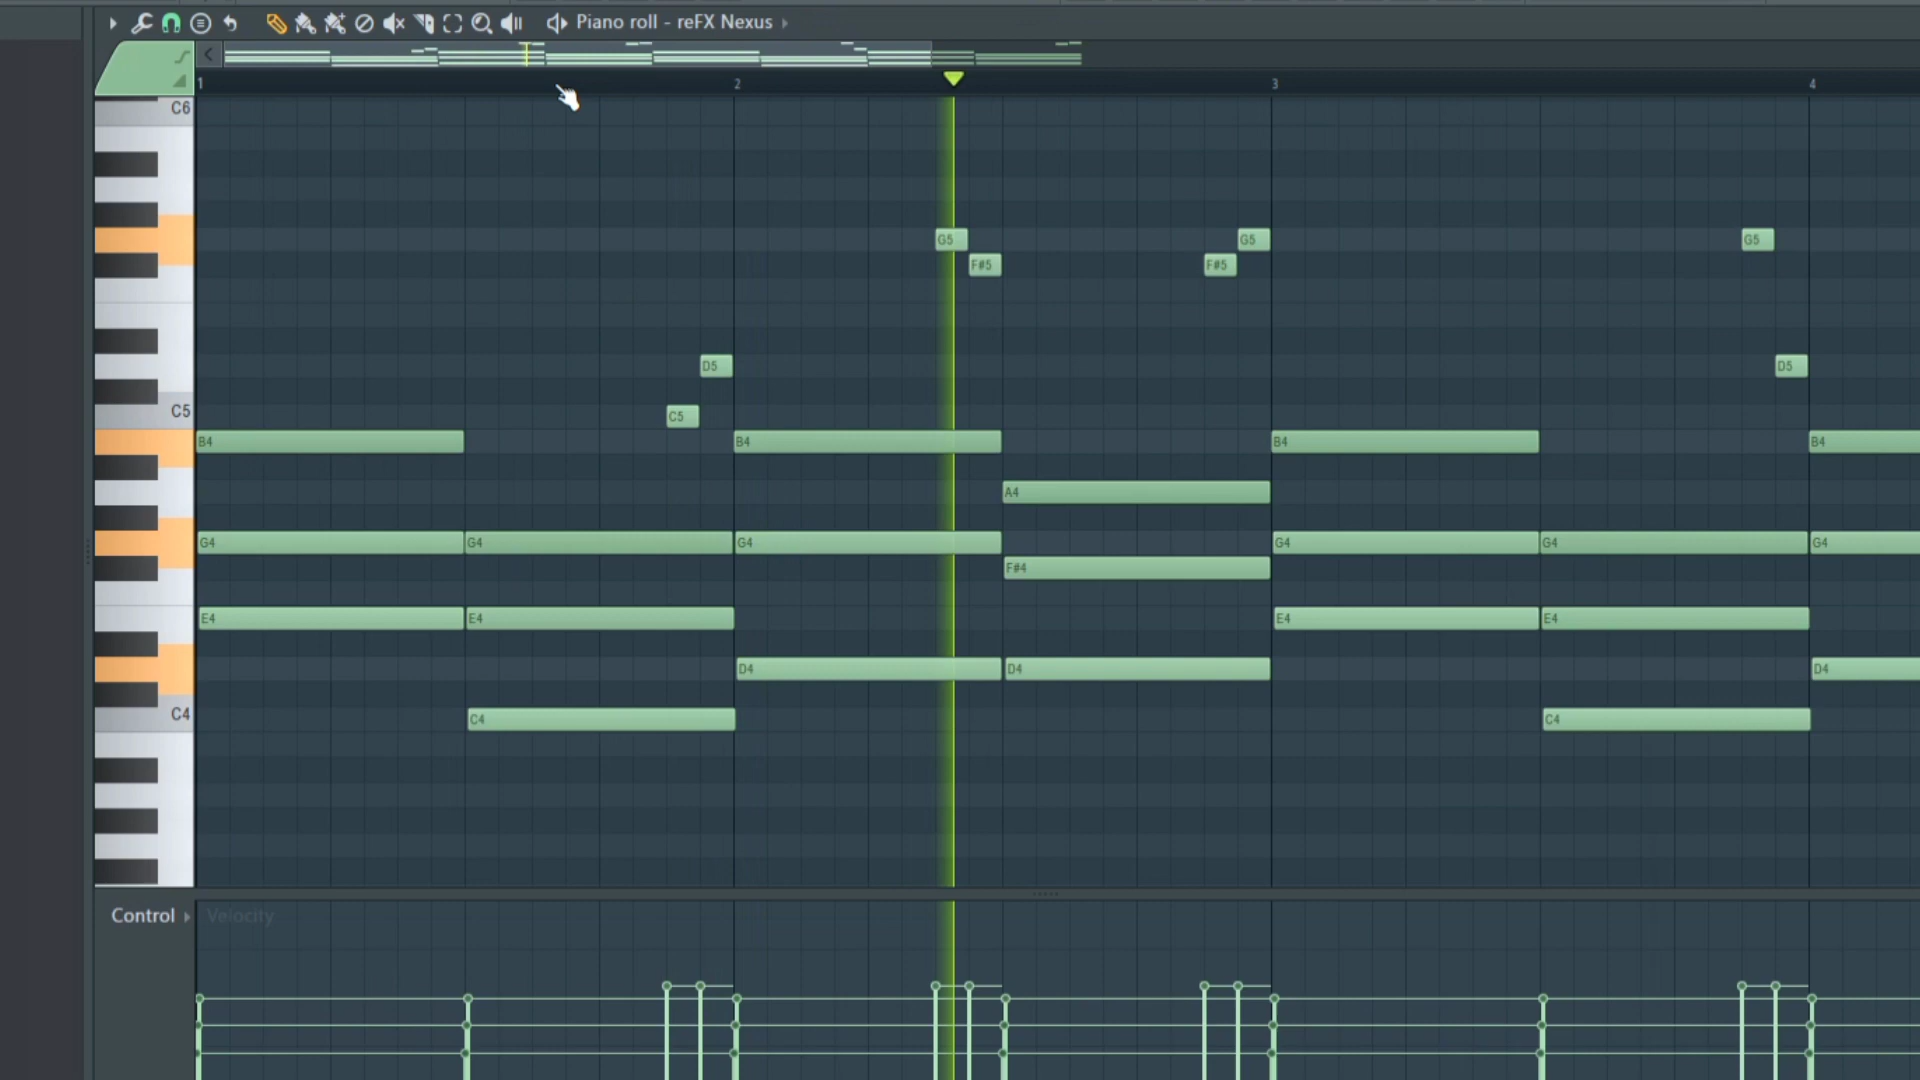 Piano roll - reFX Nexus
1 2 3 4
C6
G5 G5 G5
F#5 F#5
D5 D5
C5 C5
B4 B4 B4 B4
A4
G4 G4 G4 G4 G4 G4
F#4
E4 E4 E4 E4
D4 D4 D4
C4 C4 C4
Control Velocity